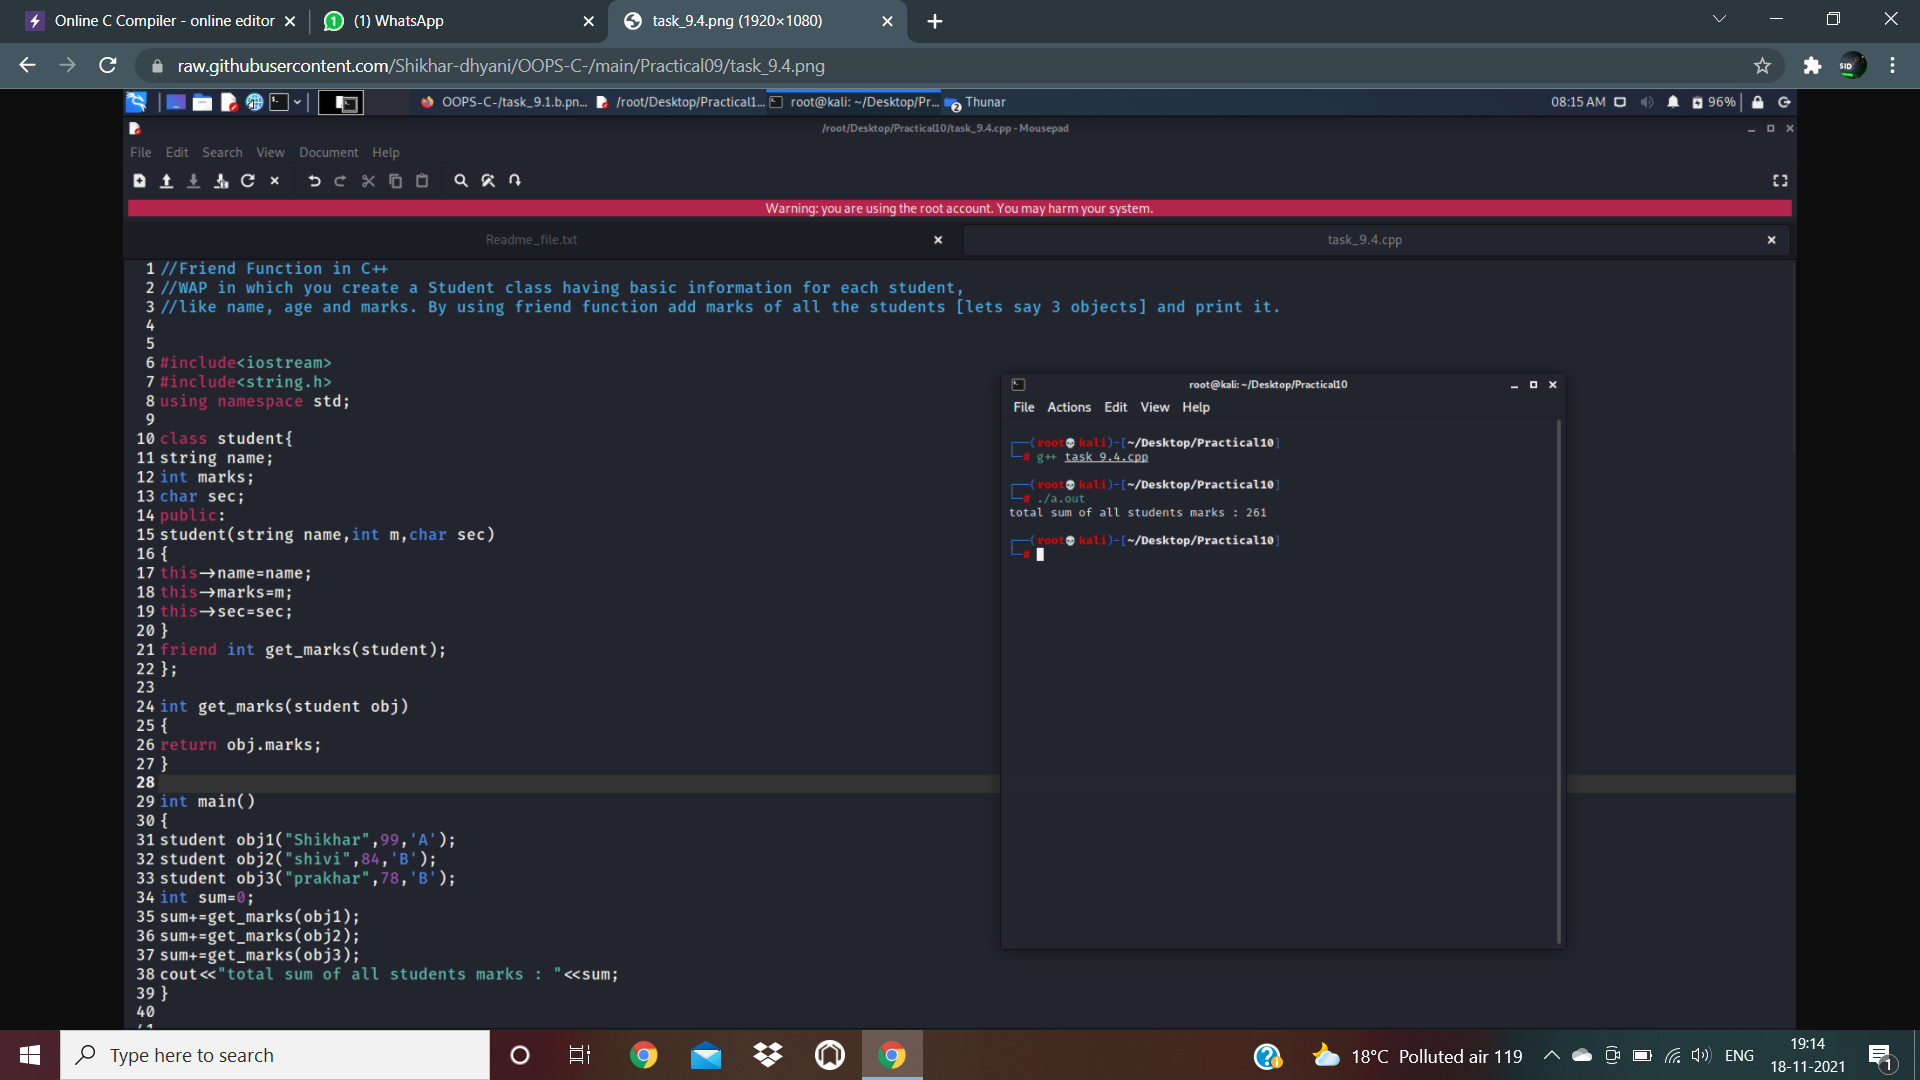 Online C Compiler - online editor
(1) WhatsApp
task_9.4.png (1920×1080)
raw.githubusercontent.com/Shikhar-dhyani/OOPS-C-/main/Practical09/task_9.4.png
OOPS-C-/task_9.1.b.pn... /root/Desktop/Practical1... root@kali: ~/Desktop/Pr... 2 Thunar 08:15 AM 96%
/root/Desktop/Practical10/task_9.4.cpp - Mousepad
File Edit Search View Document Help
Warning: you are using the root account. You may harm your system.
Readme_file.txt
task_9.4.cpp
1 //Friend Function in C++
2 //WAP in which you create a Student class having basic information for each student,
3 //like name, age and marks. By using friend function add marks of all the students [lets say 3 objects] and print it.
4
5
6 #include<iostream>
7 #include<string.h>
8 using namespace std;
9
10 class student{
11 string name;
12 int marks;
13 char sec;
14 public:
15 student(string name,int m,char sec)
16 {
17 this->name=name;
18 this->marks=m;
19 this->sec=sec;
20 }
21 friend int get_marks(student);
22 };
23
24 int get_marks(student obj)
25 {
26 return obj.marks;
27 }
28
29 int main()
30 {
31 student obj1("Shikhar",99,'A');
32 student obj2("shivi",84,'B');
33 student obj3("prakhar",78,'B');
34 int sum=0;
35 sum+=get_marks(obj1);
36 sum+=get_marks(obj2);
37 sum+=get_marks(obj3);
38 cout<<"total sum of all students marks : "<<sum;
39 }
40
root@kali: ~/Desktop/Practical10
File Actions Edit View Help
(root💀kali)-[~/Desktop/Practical10]
# g++ task_9.4.cpp
(root💀kali)-[~/Desktop/Practical10]
# ./a.out
total sum of all students marks : 261
(root💀kali)-[~/Desktop/Practical10]
#
Type here to search
18°C Polluted air 119
ENG
19:14
18-11-2021
1